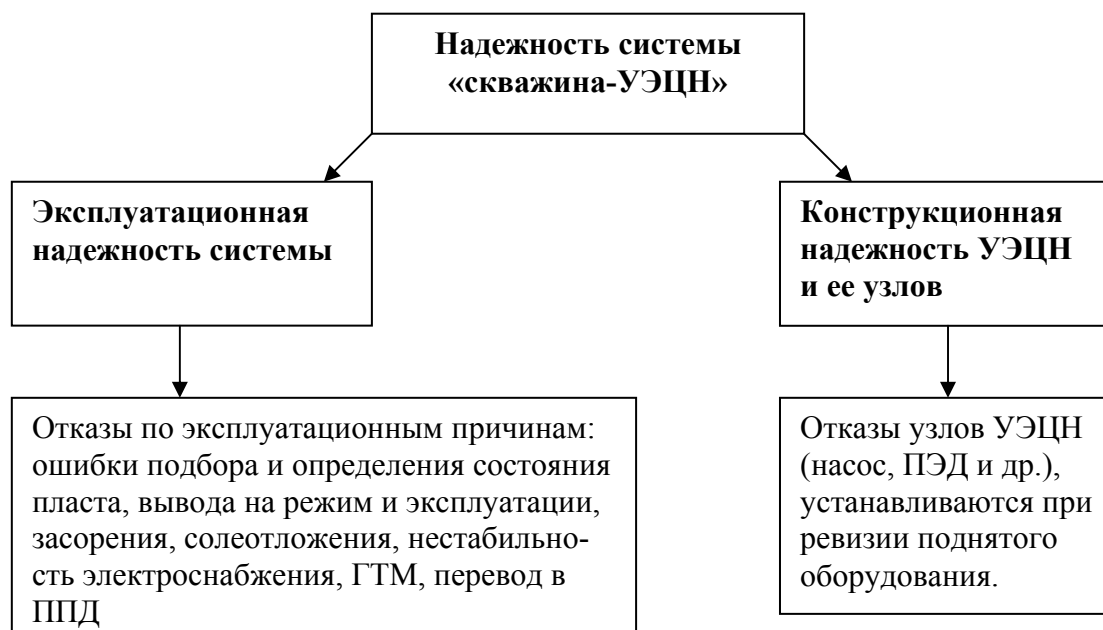 Надежность системы
«скважина-УЭЦН»
Эксплуатационная
надежность системы
Конструкционная
надежность УЭЦН
и ее узлов
Отказы по эксплуатационным причинам:
ошибки подбора и определения состояния
пласта, вывода на режим и эксплуатации,
засорения, солеотложения, нестабильно-
сть электроснабжения, ГТМ, перевод в
ППД
Отказы узлов УЭЦН
(насос, ПЭД и др.),
устанавливаются при
ревизии поднятого
оборудования.